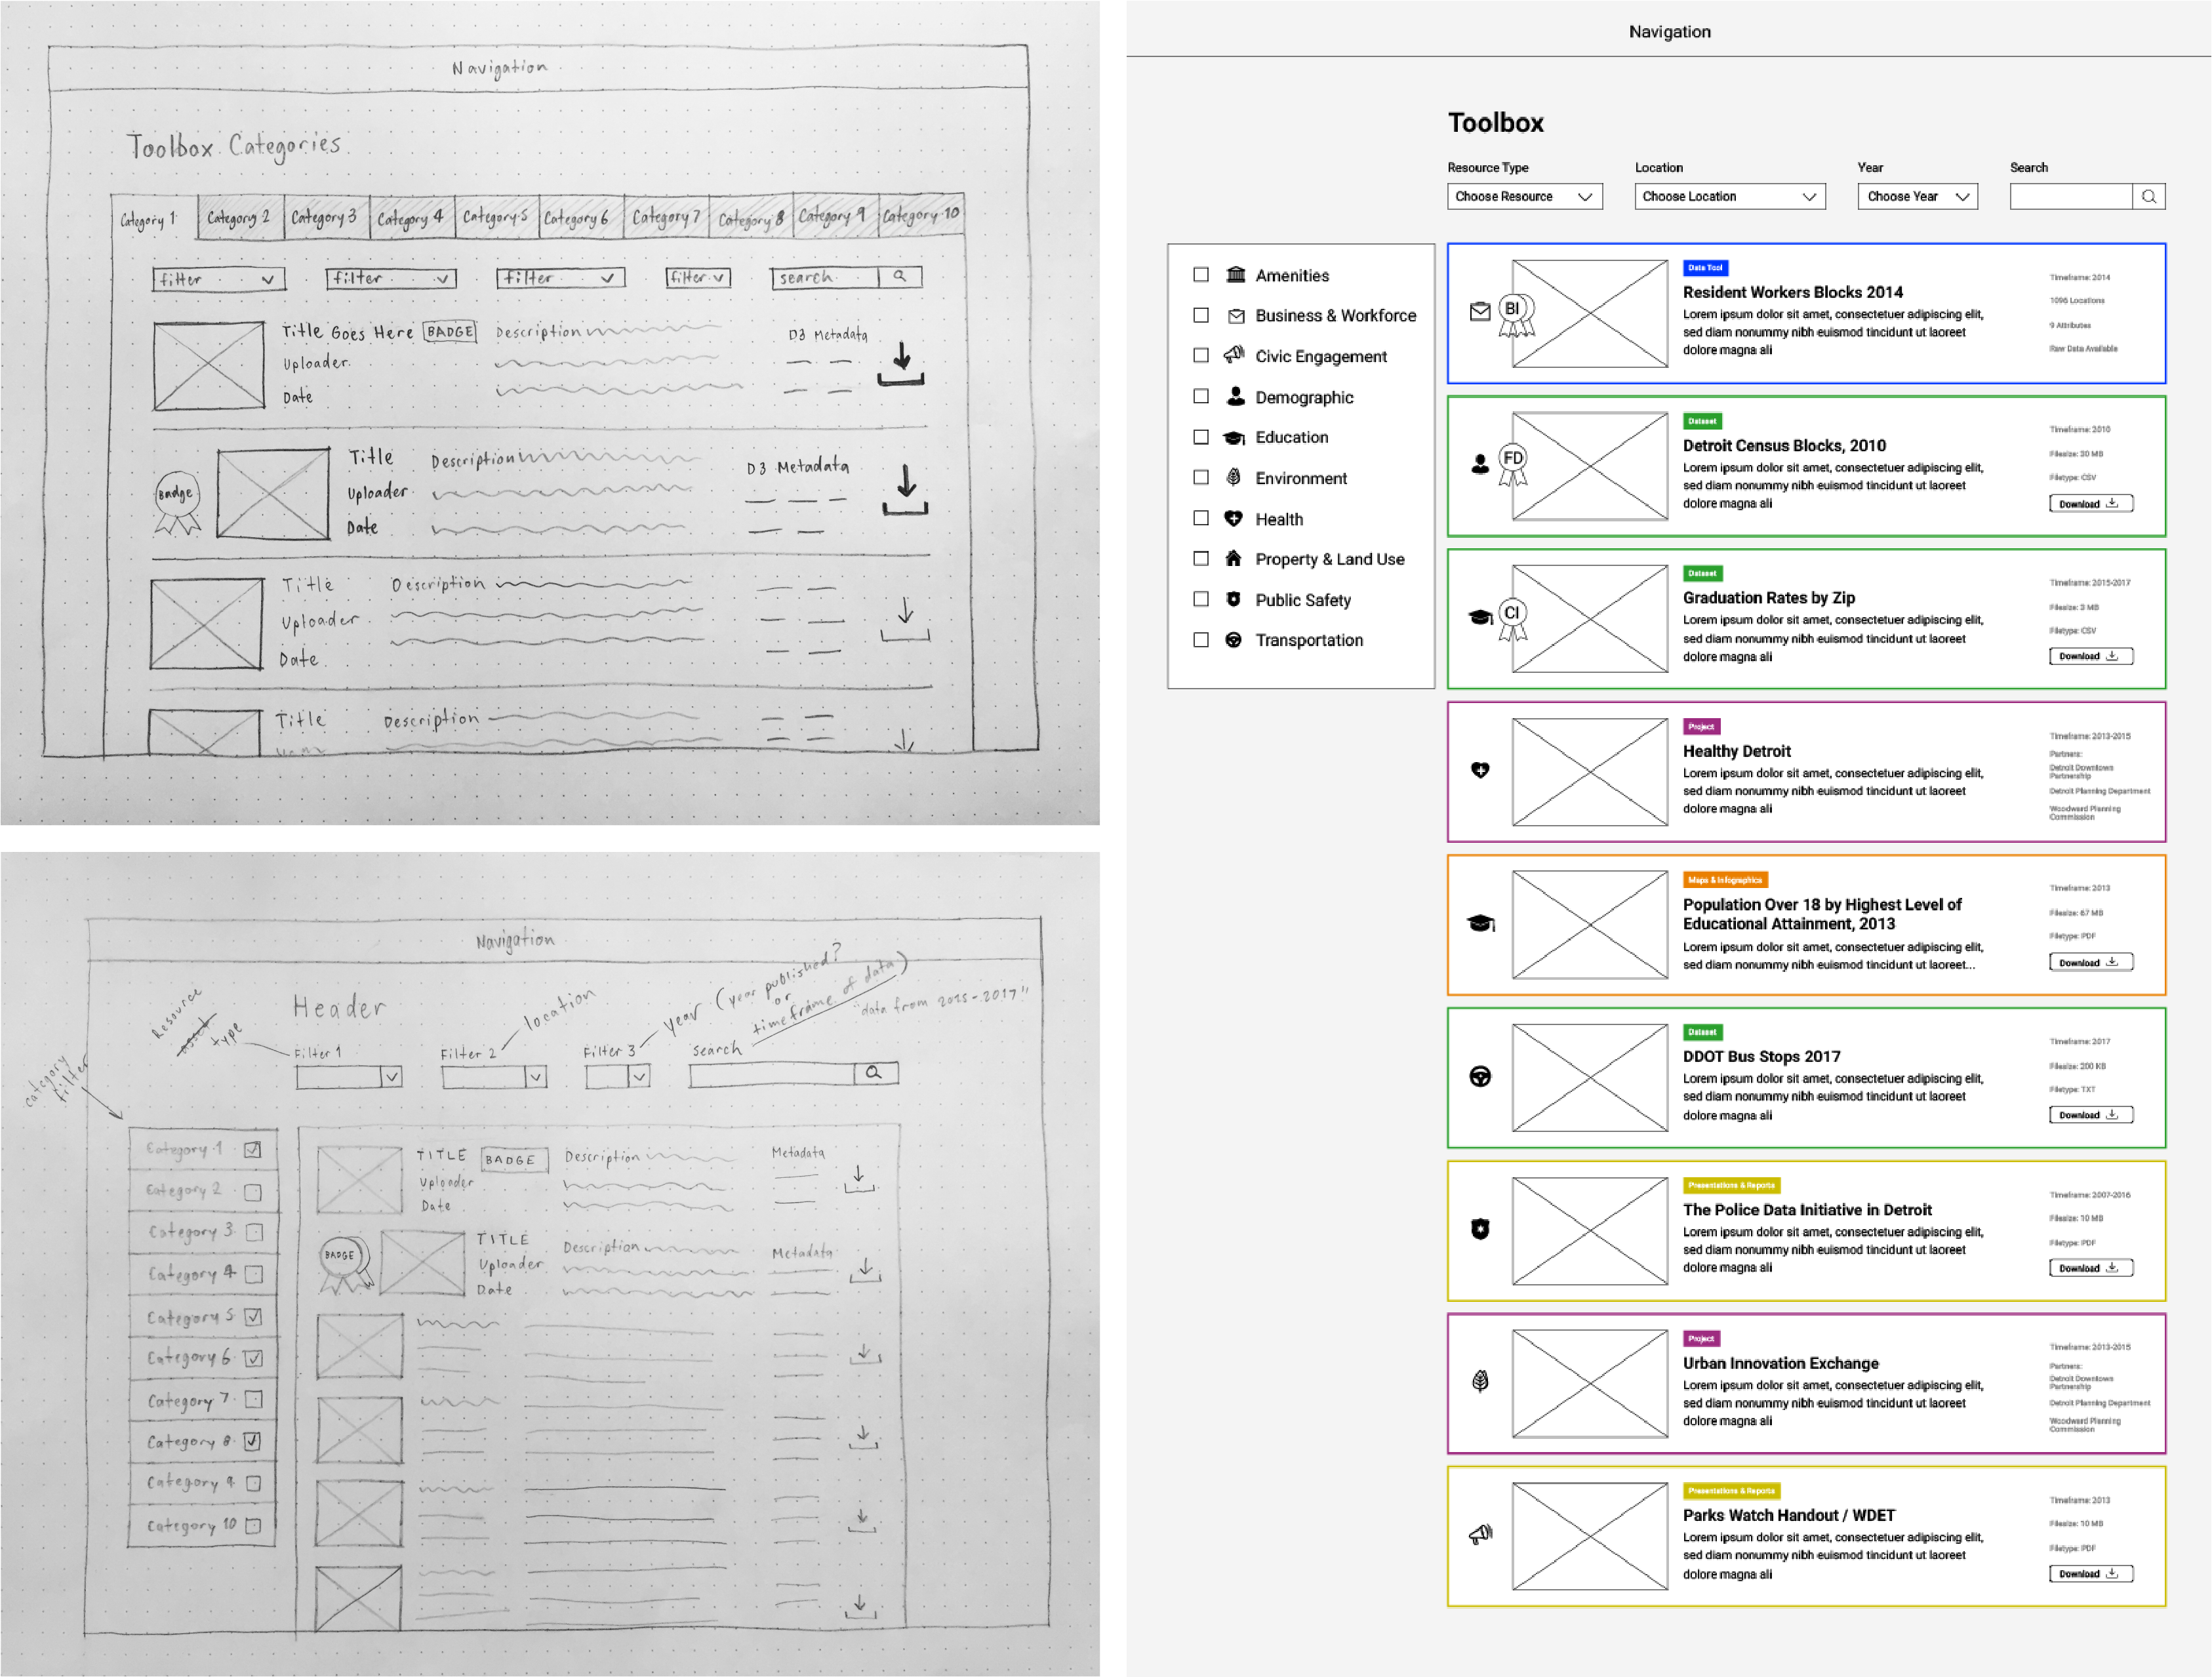 Navigation
Toolbox Categories
Category 1 Category 2 Category 3 Category 4 Category 5 Category 6 Category 7 Category 8 Category 9 Category 10
filter filter filter filter search
Title Goes Here BADGE Description D3 Metadata
Uploader
Date
Badge
Title Description D3 Metadata
Uploader
Date
Title Description
Uploader
Date
Title Description
Navigation
Header
Resource
asset
type
location
year (year published?
or
timeframe of data)
"data from 2015-2017"
category
filter
Filter 1 Filter 2 Filter 3 search
Category 1
Category 2
Category 3
Category 4
Category 5
Category 6
Category 7
Category 8
Category 9
Category 10
TITLE BADGE Description Metadata
Uploader
Date
BADGE
TITLE Description Metadata
Uploader
Date
Navigation
Toolbox
Resource Type Location Year Search
Choose Resource Choose Location Choose Year
Amenities
Business & Workforce
Civic Engagement
Demographic
Education
Environment
Health
Property & Land Use
Public Safety
Transportation
BI
Data Tool
Resident Workers Blocks 2014
Lorem ipsum dolor sit amet, consectetuer adipiscing elit,
sed diam nonummy nibh euismod tincidunt ut laoreet
dolore magna ali
Timeframe: 2014
1096 Locations
9 Attributes
Raw Data Available
FD
Dataset
Detroit Census Blocks, 2010
Lorem ipsum dolor sit amet, consectetuer adipiscing elit,
sed diam nonummy nibh euismod tincidunt ut laoreet
dolore magna ali
Timeframe: 2010
Filesize: 30 MB
Filetype: CSV
Download
CI
Dataset
Graduation Rates by Zip
Lorem ipsum dolor sit amet, consectetuer adipiscing elit,
sed diam nonummy nibh euismod tincidunt ut laoreet
dolore magna ali
Timeframe: 2015-2017
Filesize: 3 MB
Filetype: CSV
Download
Project
Healthy Detroit
Lorem ipsum dolor sit amet, consectetuer adipiscing elit,
sed diam nonummy nibh euismod tincidunt ut laoreet
dolore magna ali
Timeframe: 2013-2015
Partners:
Detroit Downtown
Partnership
Detroit Planning Department
Woodward Planning
Commission
Maps & Infographics
Population Over 18 by Highest Level of
Educational Attainment, 2013
Lorem ipsum dolor sit amet, consectetuer adipiscing elit,
sed diam nonummy nibh euismod tincidunt ut laoreet...
Timeframe: 2013
Filesize: 67 MB
Filetype: PDF
Download
Dataset
DDOT Bus Stops 2017
Lorem ipsum dolor sit amet, consectetuer adipiscing elit,
sed diam nonummy nibh euismod tincidunt ut laoreet
dolore magna ali
Timeframe: 2017
Filesize: 200 KB
Filetype: TXT
Download
Presentations & Reports
The Police Data Initiative in Detroit
Lorem ipsum dolor sit amet, consectetuer adipiscing elit,
sed diam nonummy nibh euismod tincidunt ut laoreet
dolore magna ali
Timeframe: 2007-2016
Filesize: 10 MB
Filetype: PDF
Download
Project
Urban Innovation Exchange
Lorem ipsum dolor sit amet, consectetuer adipiscing elit,
sed diam nonummy nibh euismod tincidunt ut laoreet
dolore magna ali
Timeframe: 2013-2015
Partners:
Detroit Downtown
Partnership
Detroit Planning Department
Woodward Planning
Commission
Presentations & Reports
Parks Watch Handout / WDET
Lorem ipsum dolor sit amet, consectetuer adipiscing elit,
sed diam nonummy nibh euismod tincidunt ut laoreet
dolore magna ali
Timeframe: 2013
Filesize: 10 MB
Filetype: PDF
Download